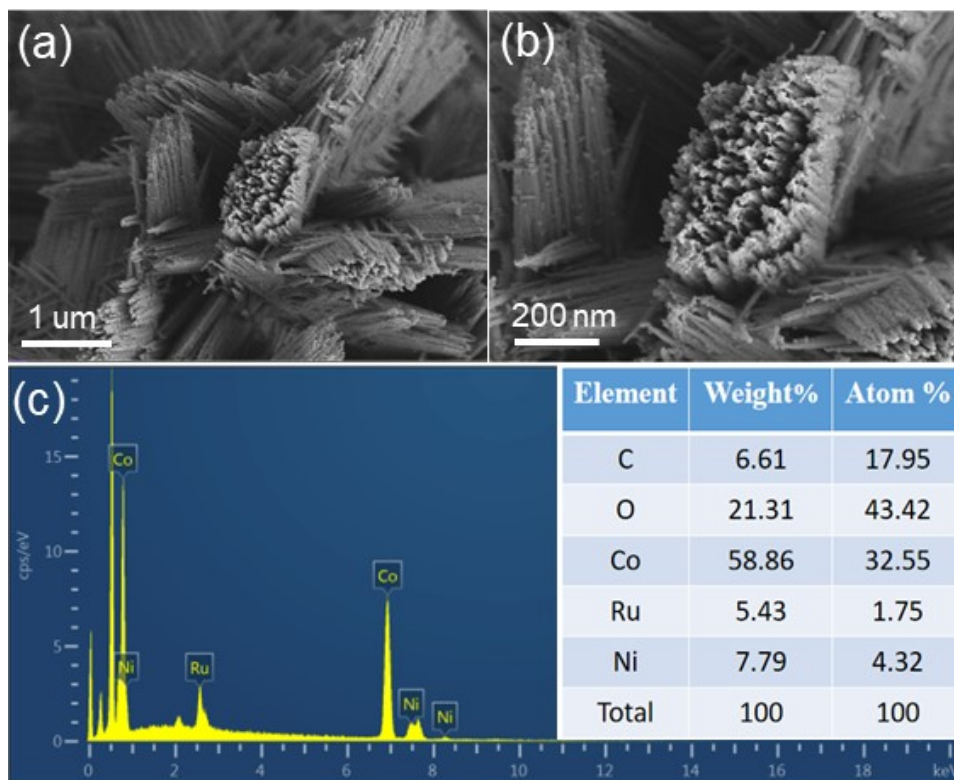 (a)
1 um
(b)
200 nm
(c)
cps/eV
15
10
5
0
Co
Ni
Ru
Co
Ni
Ni
0 2 4 6 8 10 12 14 16 18 keV
Element Weight% Atom %
C 6.61 17.95
O 21.31 43.42
Co 58.86 32.55
Ru 5.43 1.75
Ni 7.79 4.32
Total 100 100